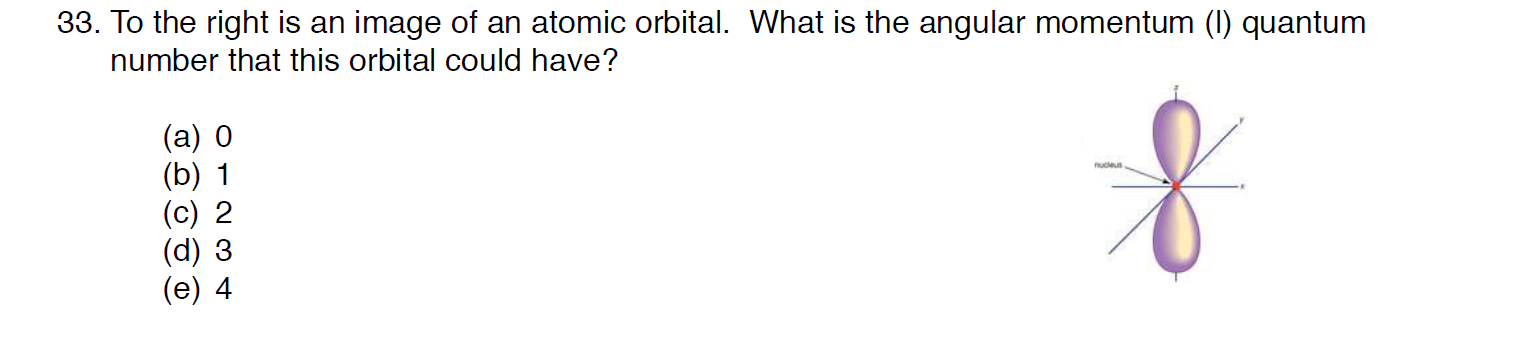 33. To the right is an image of an atomic orbital. What is the angular momentum (l) quantum
number that this orbital could have?
z
y
(a) 0
nucleus
(b) 1
x
(c) 2
(d) 3
(e) 4